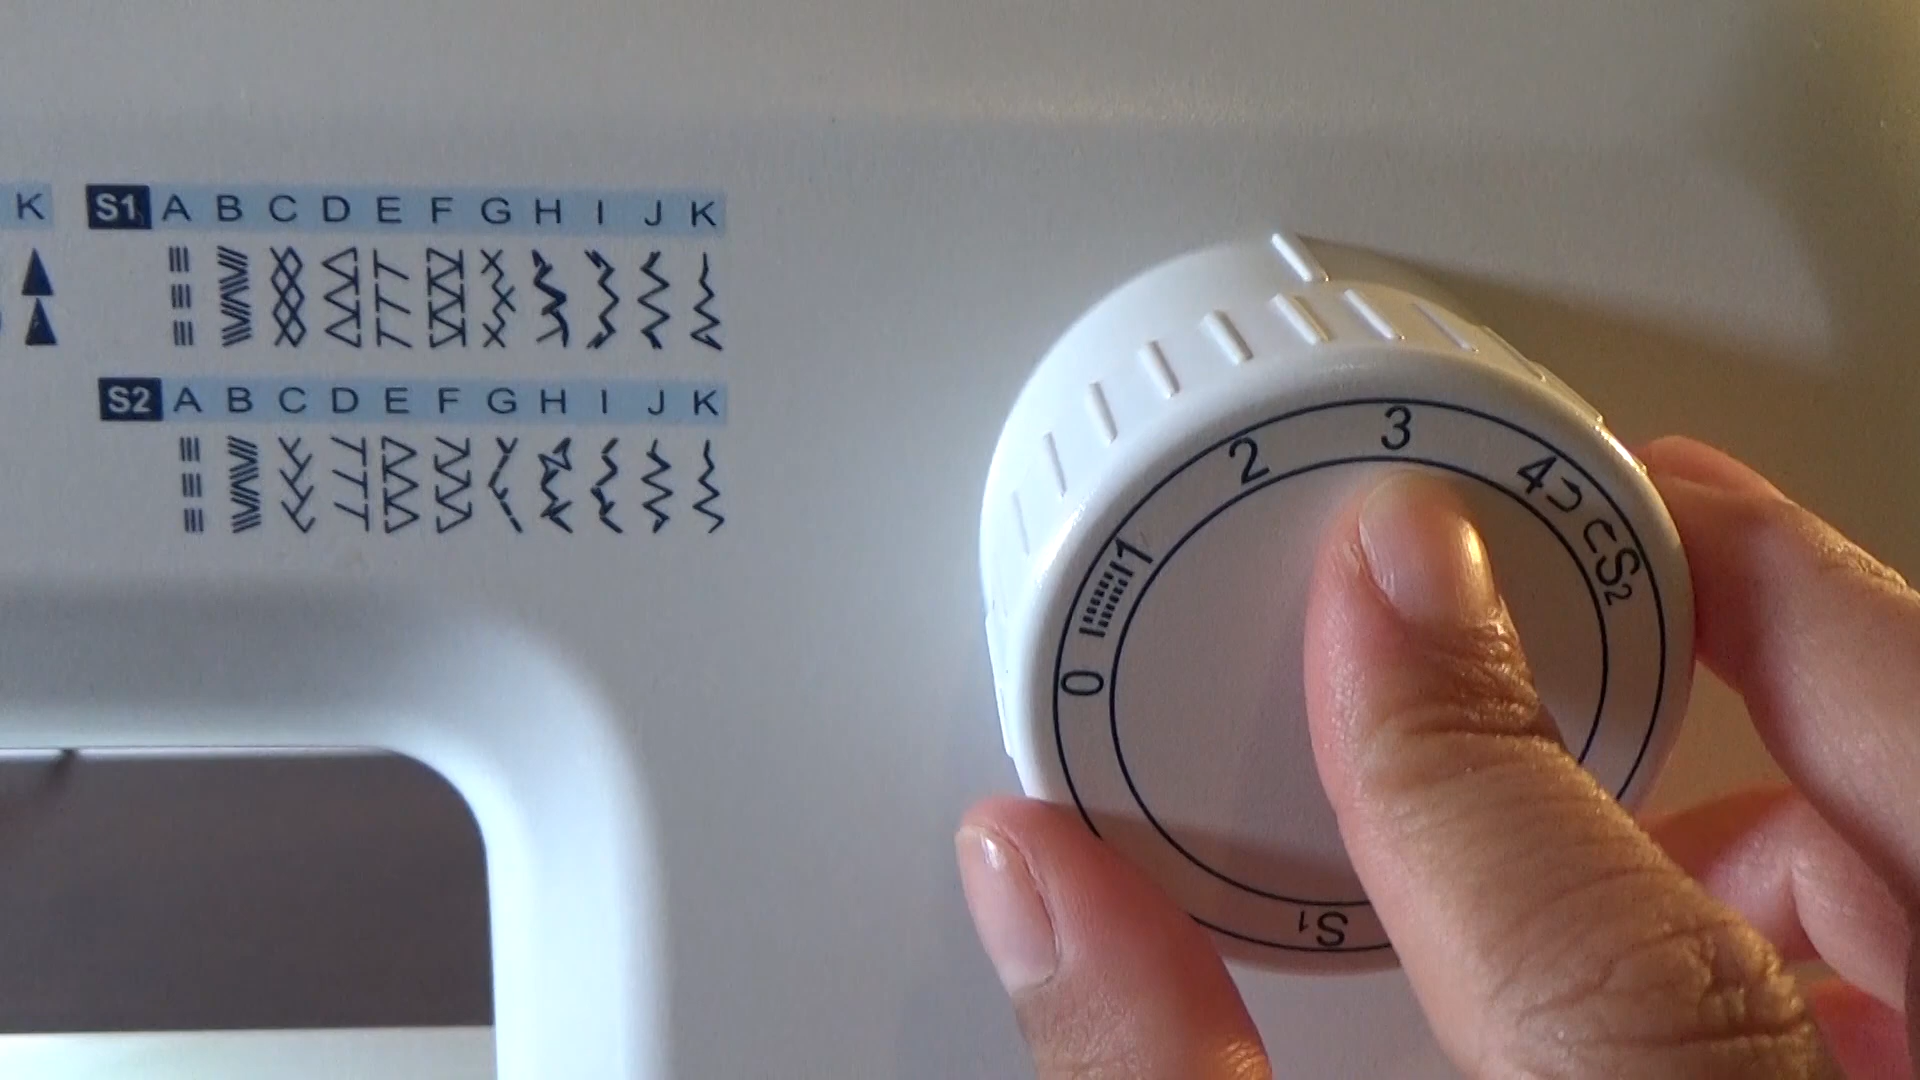 K S1 A B C D E F G H I J K
S2 A B C D E F G H I J K
0 1 2 3 4 S2
S1